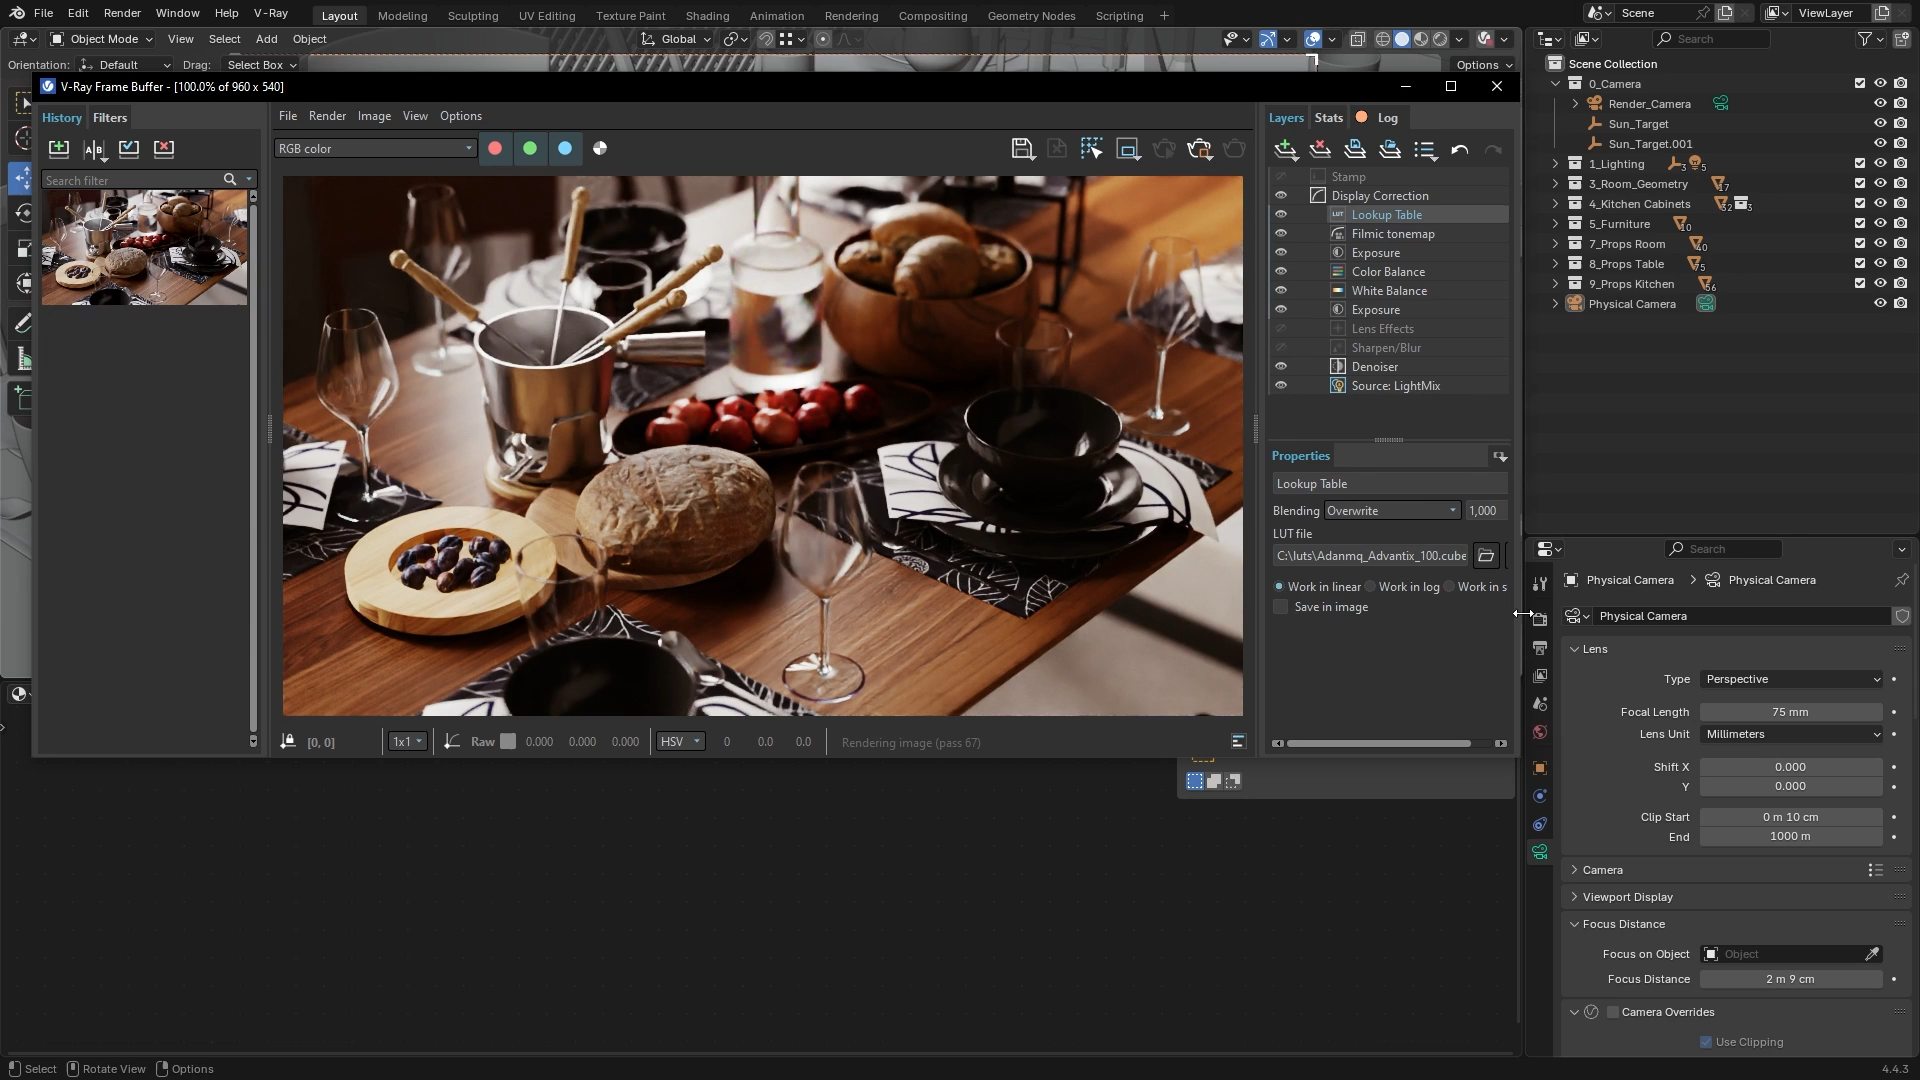 File Edit Render Window Help V-Ray
Layout Modeling Sculpting UV Editing Texture Paint Shading Animation Rendering Compositing Geometry Nodes Scripting +
Scene
ViewLayer
Object Mode View Select Add Object
Global
Search
Orientation: Default Drag: Select Box
Options
V-Ray Frame Buffer - [100.0% of 960 x 540]
History Filters
Search filter
File Render Image View Options
RGB color
Layers Stats Log
Stamp
Display Correction
Lookup Table
Filmic tonemap
Exposure
Color Balance
White Balance
Exposure
Lens Effects
Sharpen/Blur
Denoiser
Source: LightMix
Properties
Lookup Table
Blending Overwrite 1,000
LUT file
C:\luts\Adanmq_Advantix_100.cube
Work in linear Work in log Work in s
Save in image
[0, 0]
1x1
Raw 0.000 0.000 0.000
HSV 0 0.0 0.0
Rendering image (pass 67)
Scene Collection
0_Camera
Render_Camera
Sun_Target
Sun_Target.001
1_Lighting 3 5
3_Room_Geometry 17
4_Kitchen Cabinets 32 3
5_Furniture 10
7_Props Room 40
8_Props Table 75
9_Props Kitchen 56
Physical Camera
Search
Physical Camera > Physical Camera
Physical Camera
Lens
Type Perspective
Focal Length 75 mm
Lens Unit Millimeters
Shift X 0.000
Y 0.000
Clip Start 0 m 10 cm
End 1000 m
Camera
Viewport Display
Focus Distance
Focus on Object Object
Focus Distance 2 m 9 cm
Camera Overrides
Use Clipping
Select Rotate View Options
4.4.3